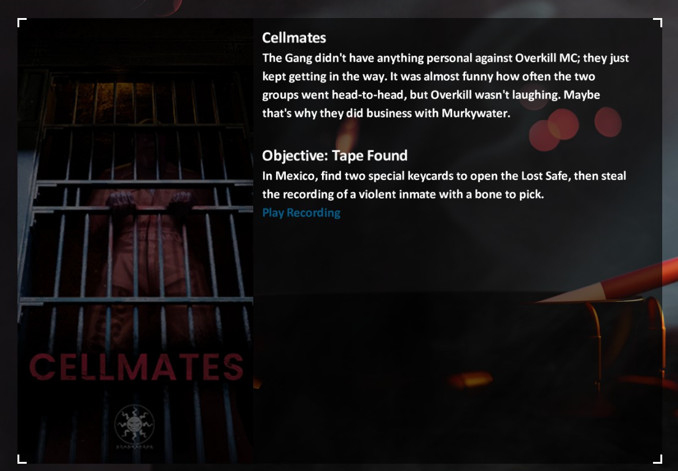 Cellmates
The Gang didn't have anything personal against Overkill MC; they just
kept getting in the way. It was almost funny how often the two
groups went head-to-head, but Overkill wasn't laughing. Maybe
that's why they did business with Murkywater.
Objective: Tape Found
In Mexico, find two special keycards to open the Lost Safe, then steal
the recording of a violent inmate with a bone to pick.
Play Recording
CELLMATES